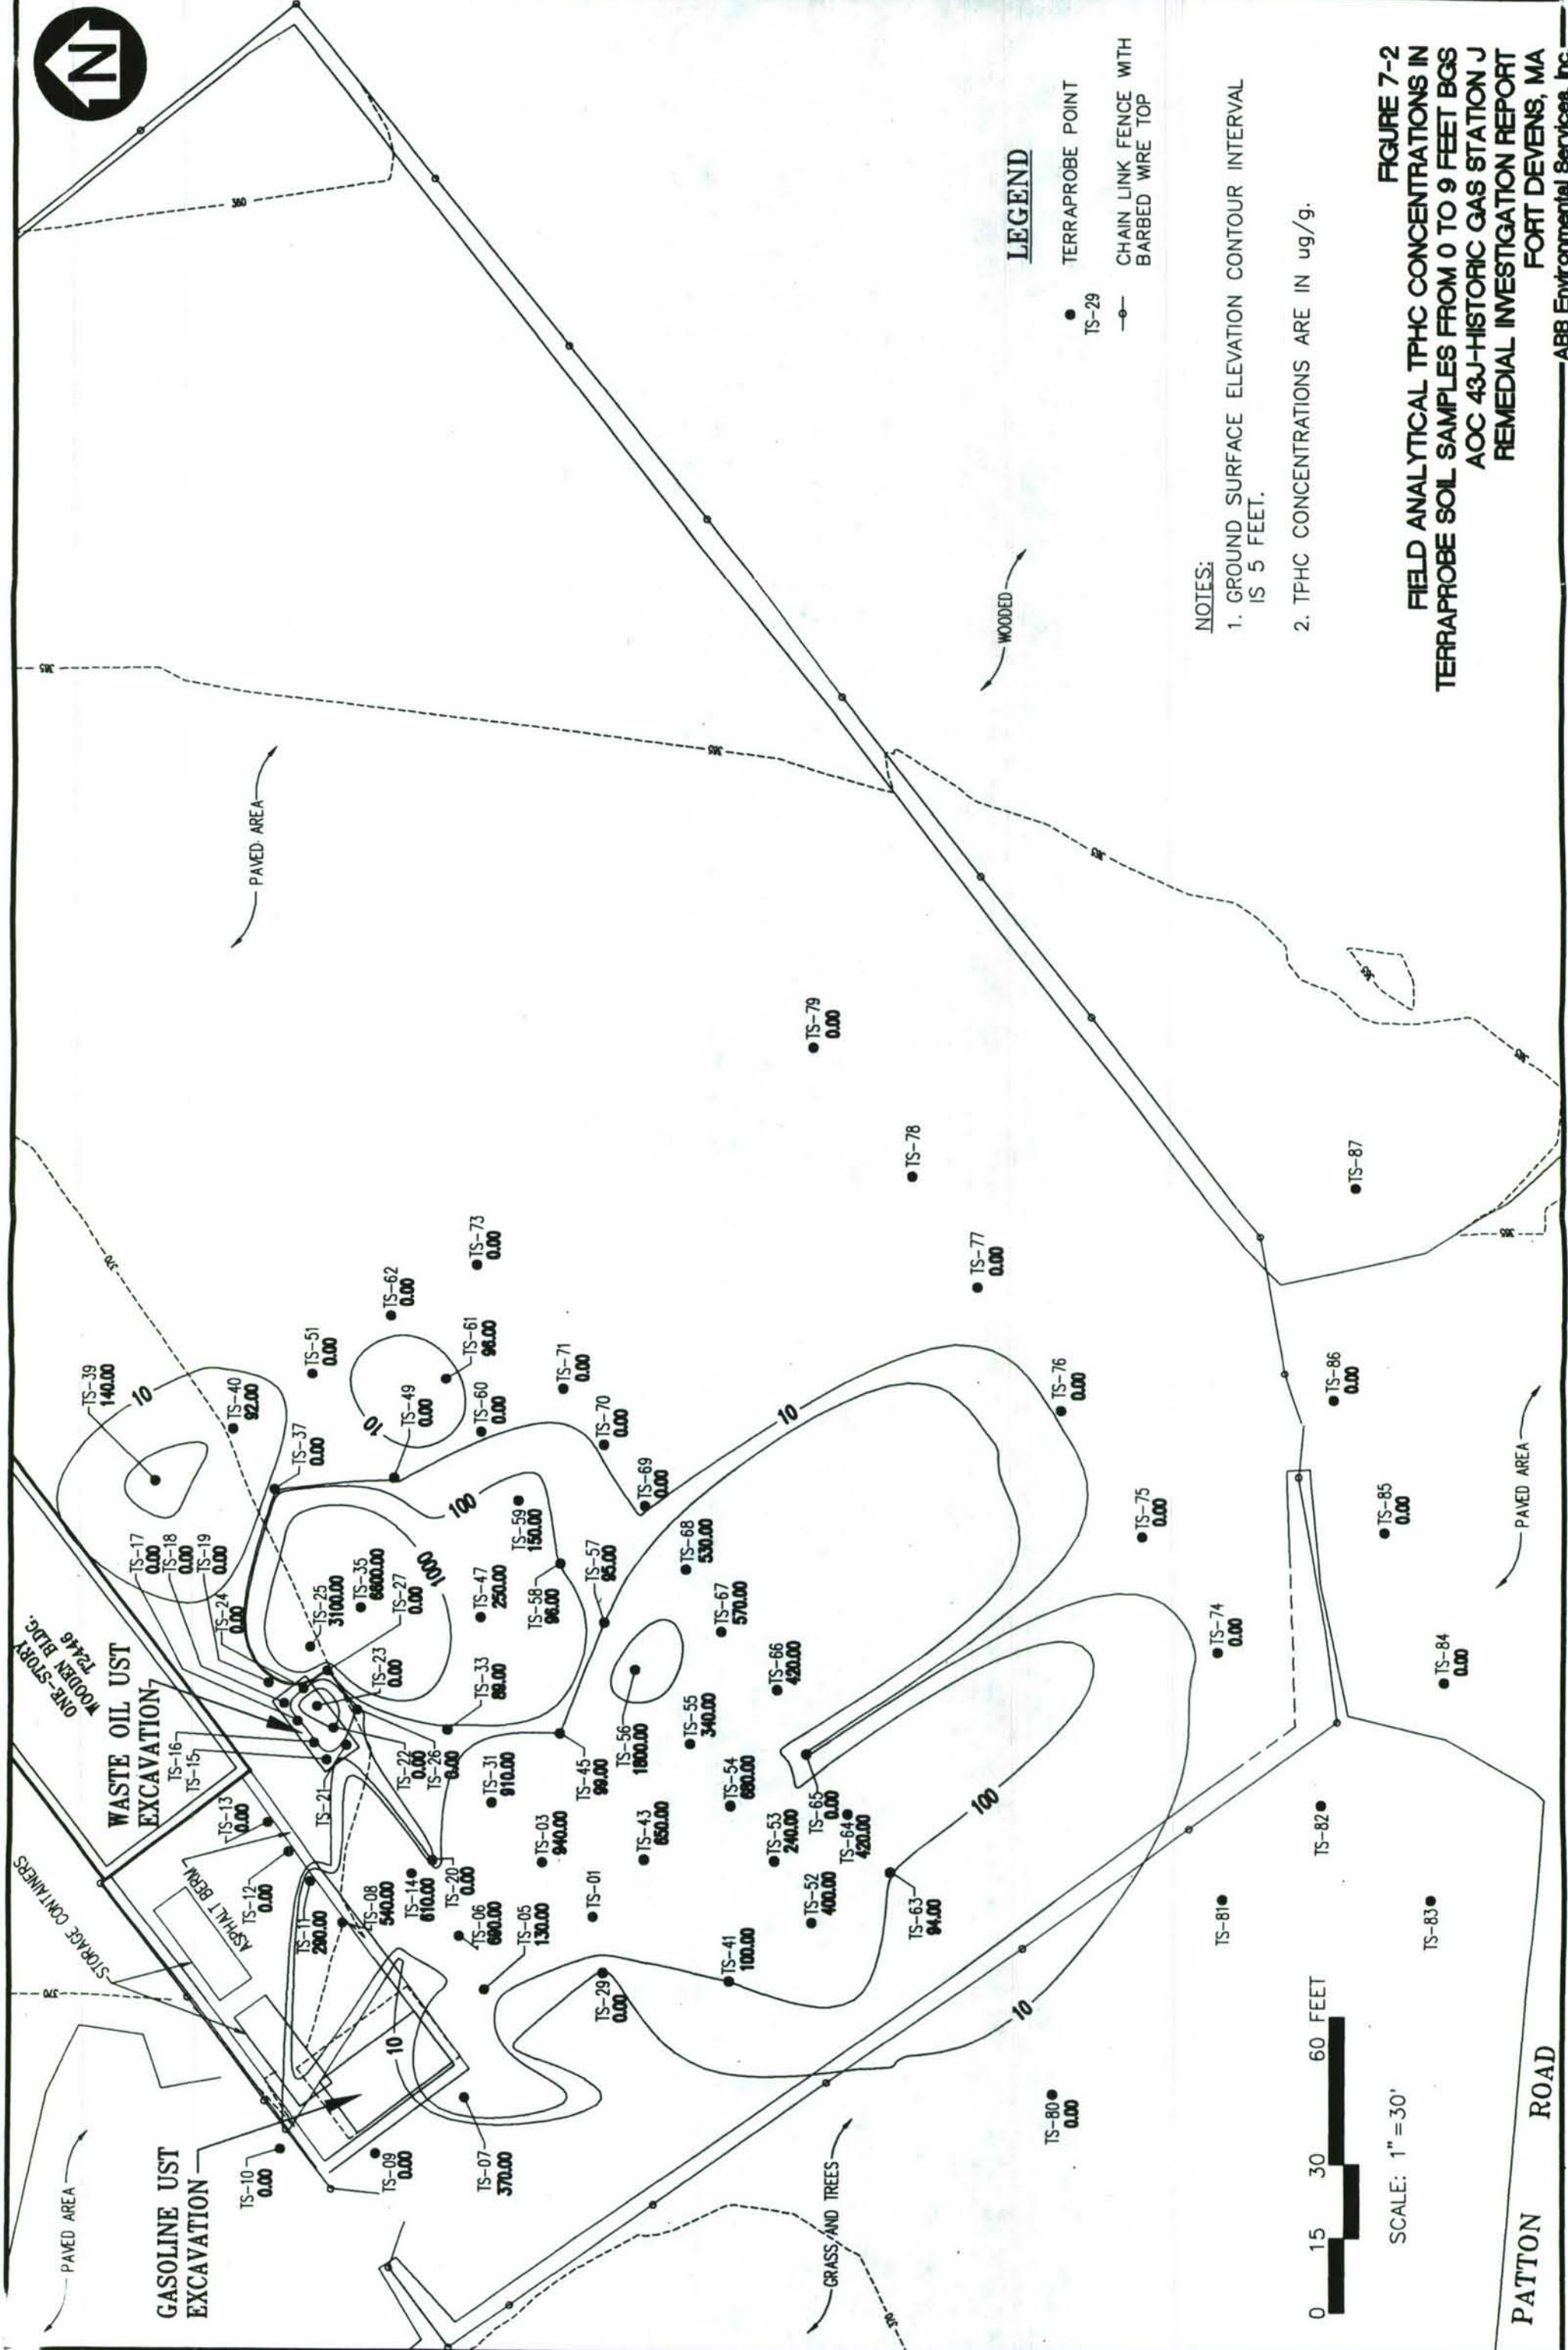 N
ONE-STORY
WOODEN BLDG.
T2446
WASTE OIL UST
EXCAVATION
GASOLINE UST
EXCAVATION
STORAGE CONTAINERS
ASPHALT BERM
PAVED AREA
PAVED AREA
PAVED AREA
GRASS AND TREES
WOODED
PATTON ROAD
360
365
365
365
365
365
365
370
370
370
10
10
10
10
10
100
100
1000
TS-10
0.00
TS-09
0.00
TS-07
370.00
TS-05
130.00
TS-06
690.00
TS-08
540.00
TS-14
610.00
TS-20
0.00
TS-11
290.00
TS-12
0.00
TS-13
0.00
TS-15
TS-16
TS-17
0.00
TS-18
0.00
TS-19
0.00
TS-21
TS-22
0.00
TS-23
0.00
TS-24
0.00
TS-25
3100.00
TS-26
TS-27
0.00
TS-35
6600.00
TS-37
0.00
TS-39
140.00
TS-40
92.00
TS-51
0.00
TS-62
0.00
TS-61
96.00
TS-49
0.00
TS-60
0.00
TS-73
0.00
TS-71
0.00
TS-70
0.00
TS-69
0.00
TS-59
150.00
TS-58
96.00
TS-47
250.00
TS-57
95.00
TS-33
89.00
TS-31
910.00
TS-45
99.00
TS-03
940.00
TS-01
TS-29
0.00
TS-43
650.00
TS-56
1800.00
TS-55
340.00
TS-68
530.00
TS-67
570.00
TS-66
420.00
TS-54
680.00
TS-53
240.00
TS-65
0.00
TS-64
420.00
TS-52
400.00
TS-63
94.00
TS-41
100.00
TS-79
0.00
TS-78
TS-77
0.00
TS-76
0.00
TS-75
0.00
TS-74
0.00
TS-80
0.00
TS-81
TS-82
TS-83
TS-84
0.00
TS-85
0.00
TS-86
0.00
TS-87
0 15 30 60 FEET
SCALE: 1"=30'
LEGEND
TS-29
TERRAPROBE POINT
CHAIN LINK FENCE WITH
BARBED WIRE TOP
NOTES:
1. GROUND SURFACE ELEVATION CONTOUR INTERVAL
IS 5 FEET.
2. TPHC CONCENTRATIONS ARE IN ug/g.
FIGURE 7-2
FIELD ANALYTICAL TPHC CONCENTRATIONS IN
TERRAPROBE SOIL SAMPLES FROM 0 TO 9 FEET BGS
AOC 43J-HISTORIC GAS STATION J
REMEDIAL INVESTIGATION REPORT
FORT DEVENS, MA
ABB Environmental Services, Inc.